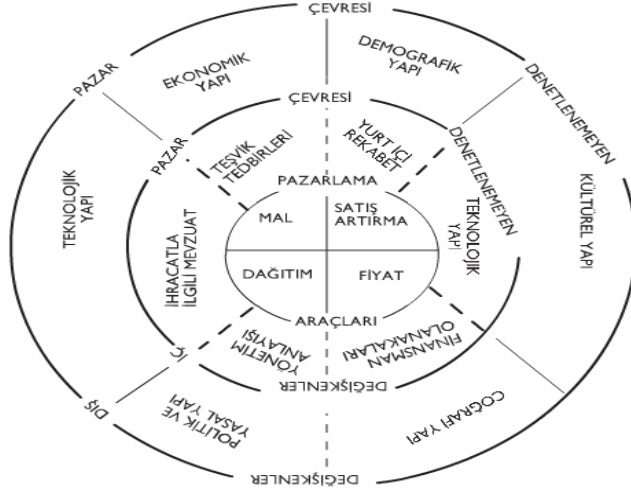 ÇEVRESİ
PAZAR
EKONOMİK
YAPI
DEMOGRAFİK
YAPI
DENETLENEMEYEN
ÇEVRESİ
PAZAR
TEŞVİK
TEDBİRLERİ
YURT İÇİ
REKABET
DENETLENEMEYEN
TEKNOLOJİK
YAPI
İHRACATLA
İLGİLİ MEVZUAT
PAZARLAMA
MAL
SATIŞ
ARTIRMA
DAĞITIM
FİYAT
ARAÇLARI
TEKNOLOJİK
YAPI
KÜLTÜREL YAPI
İÇ
YÖNETİM
ANLAYIŞI
FİNANSMAN
OLANAKALARI
DEĞİŞKENLER
DIŞ
POLİTİK VE
YASAL YAPI
COĞRAFİ YAPI
DEĞİŞKENLER